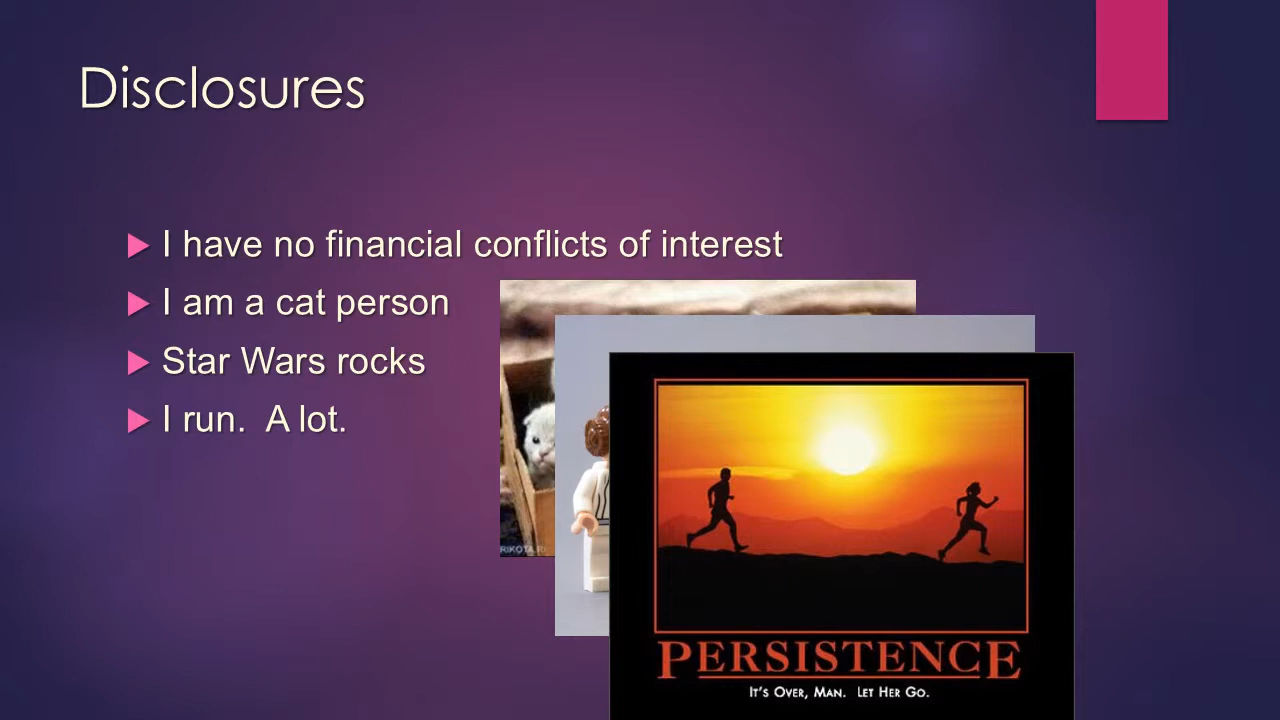 Disclosures
I have no financial conflicts of interest
I am a cat person
Star Wars rocks
I run.  A lot.
RIKOTA.R
PERSISTENCE
IT'S OVER, MAN.  LET HER GO.